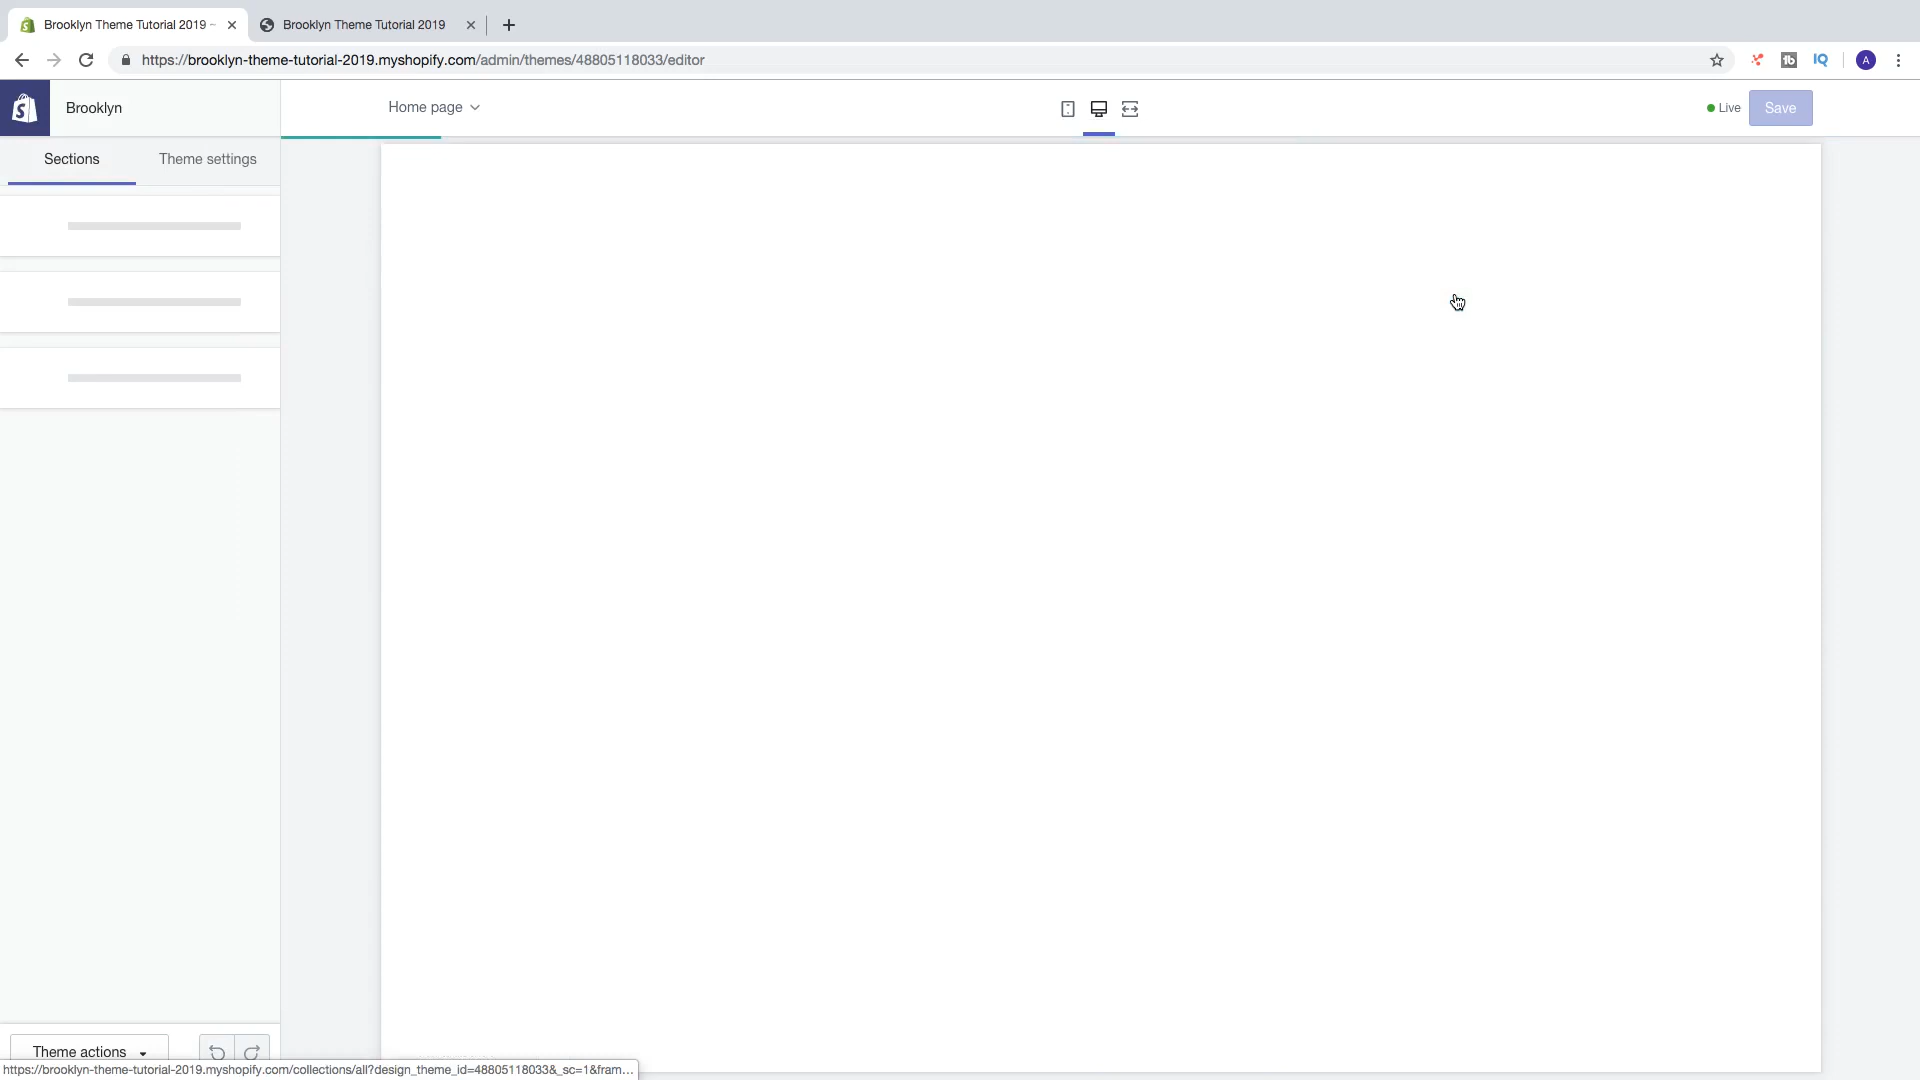 Brooklyn Theme Tutorial 2019 ~
Brooklyn Theme Tutorial 2019
https://brooklyn-theme-tutorial-2019.myshopify.com/admin/themes/48805118033/editor
A
Brooklyn
Home page
Live
Save
Sections
Theme settings
Theme actions
https://brooklyn-theme-tutorial-2019.myshopify.com/collections/all?design_theme_id=48805118033&_sc=1&fram...